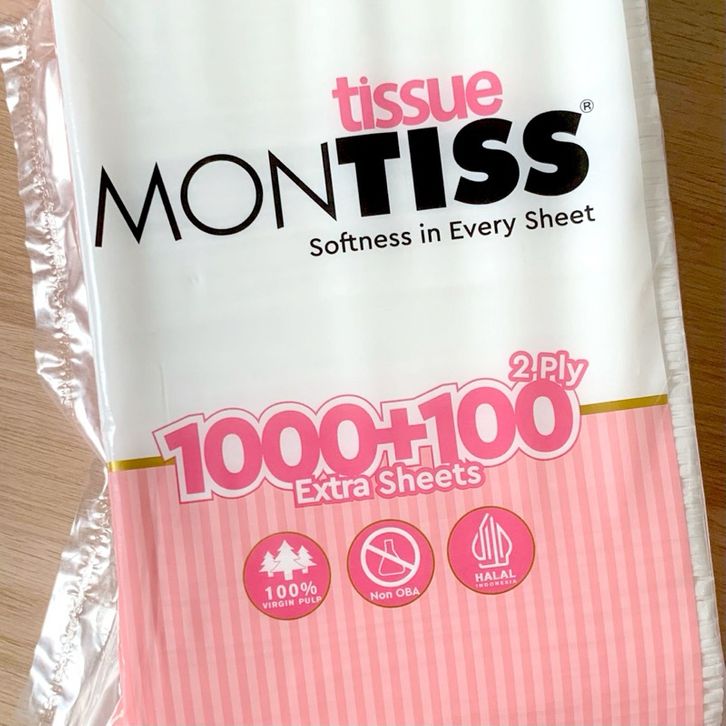 tissue
MONTISS®
Softness in Every Sheet
2 Ply
1000+100
Extra Sheets
100%
VIRGIN PULP
Non OBA
HALAL
INDONESIA